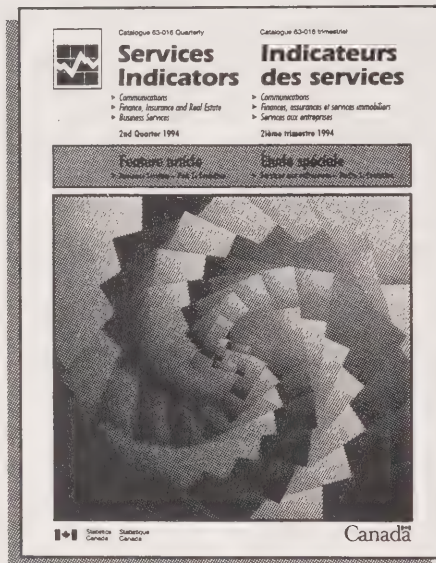 Catalogue 63-016 Quarterly
Services
Indicators
▸ Communications
▸ Finance, Insurance and Real Estate
▸ Business Services
2nd Quarter 1994
Feature article
Catalogue 63-016 trimestriel
Indicateurs
des services
▸ Communications
▸ Finances, assurances et services immobiliers
▸ Services aux entreprises
2ième trimestre 1994
Étude spéciale
Statistics Canada
Statistique Canada
Canada